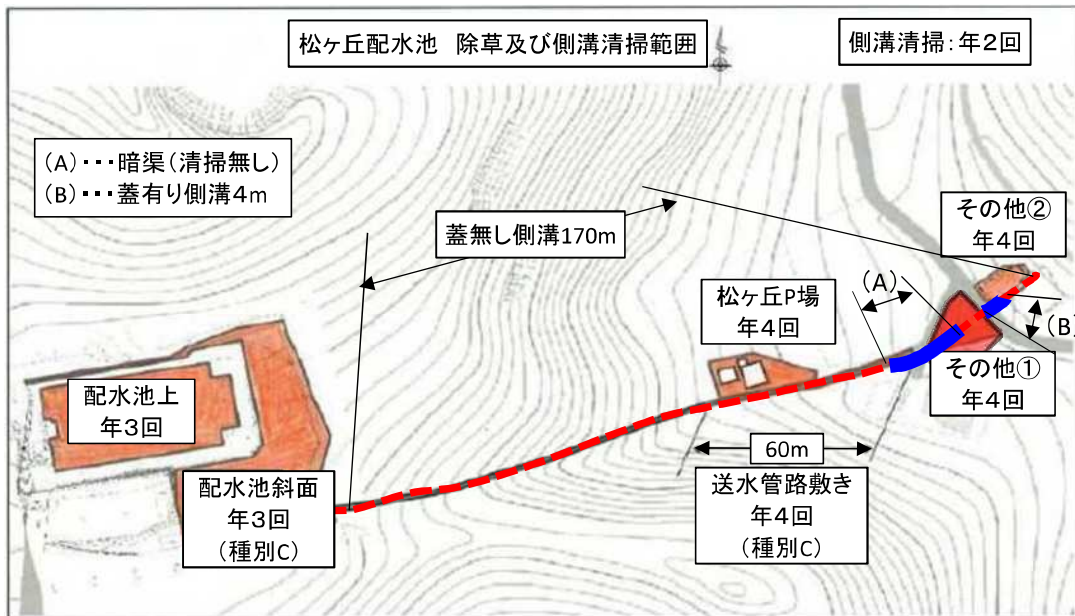 松ヶ丘配水池 除草及び側溝清掃範囲
側溝清掃：年２回
(A)･･･暗渠(清掃無し)
(B)･･･蓋有り側溝4m
蓋無し側溝170m
その他②
年４回
(A)
松ヶ丘P場
年４回
(B)
その他①
年４回
配水池上
年３回
60m
配水池斜面
年３回
(種別C)
送水管路敷き
年４回
(種別C)